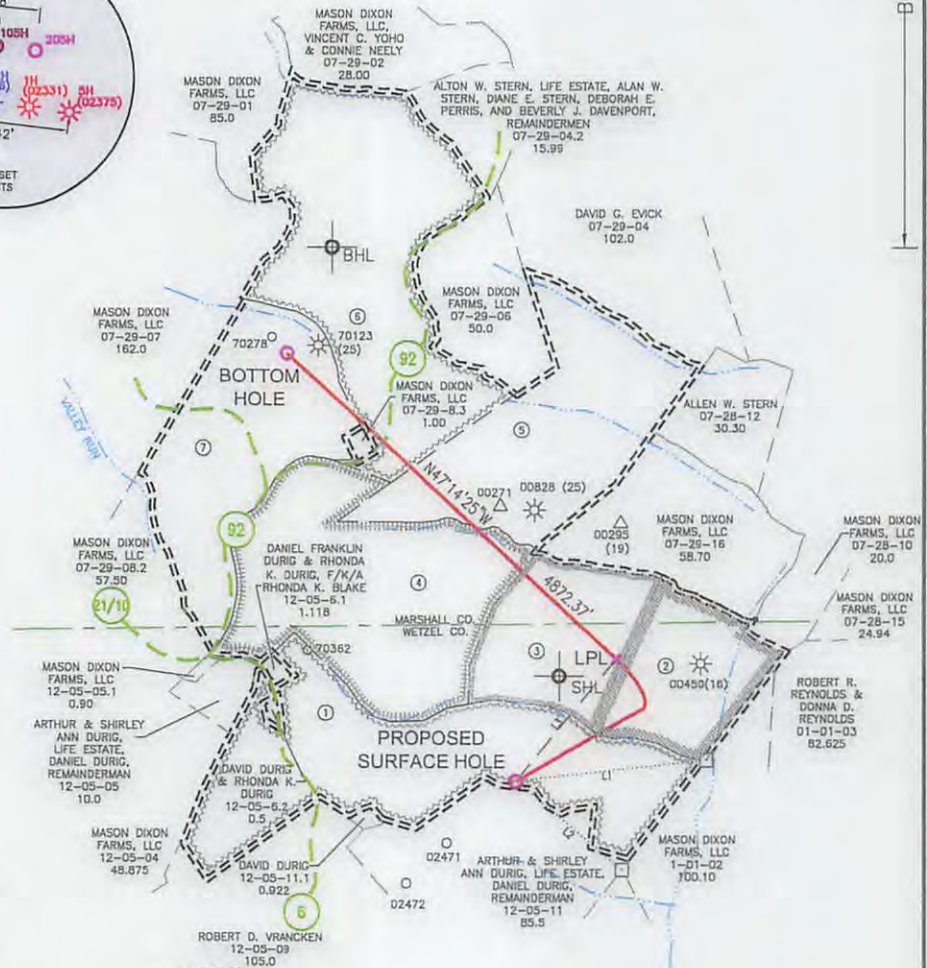 105H
205H
1H
(02331)
5H
(02375)
B
MASON DIXON
FARMS, LLC,
VINCENT C. YOHO
& CONNIE NEELY
07-29-02
28.00
MASON DIXON
FARMS, LLC
07-29-01
85.0
ALTON W. STERN, LIFE ESTATE, ALAN W.
STERN, DIANE E. STERN, DEBORAH E.
PERRIS, AND BEVERLY J. DAVENPORT,
REMAINDERMEN
07-29-04.2
15.99
DAVID G. EVICK
07-29-04
102.0
BHL
MASON DIXON
FARMS, LLC
07-29-06
50.0
MASON DIXON
FARMS, LLC
07-29-07
162.0
6
70278
70123
(25)
92
BOTTOM
HOLE
MASON DIXON
FARMS, LLC
07-29-8.3
1.00
ALLEN W. STERN
07-28-12
30.30
VALLEY RUN
7
5
N47°14'25"W
4872.37'
00271
00828 (25)
00295
(19)
MASON DIXON
FARMS, LLC
07-29-16
58.70
MASON DIXON
FARMS, LLC
07-28-10
20.0
92
MASON DIXON
FARMS, LLC
07-29-08.2
57.50
DANIEL FRANKLIN
DURIG & RHONDA
K. DURIG, F/K/A
RHONDA K. BLAKE
12-05-6.1
1.118
4
MASON DIXON
FARMS, LLC
07-28-15
24.94
21/10
MARSHALL CO.
WETZEL CO.
70362
3
LPL
SHL
2
00450(16)
MASON DIXON
FARMS, LLC
12-05-05.1
0.90
ROBERT R.
REYNOLDS &
DONNA D.
REYNOLDS
01-01-03
82.625
ARTHUR & SHIRLEY
ANN DURIG,
LIFE ESTATE,
DANIEL DURIG,
REMAINDERMAN
12-05-05
10.0
1
PROPOSED
SURFACE HOLE
L1
L2
DAVID DURIG
& RHONDA K.
DURIG
12-05-6.2
0.5
MASON DIXON
FARMS, LLC
12-05-04
48.875
DAVID DURIG
12-05-11.1
0.922
02471
02472
ARTHUR & SHIRLEY
ANN DURIG, LIFE ESTATE,
DANIEL DURIG,
REMAINDERMAN
12-05-11
85.5
MASON DIXON
FARMS, LLC
1-01-02
100.10
6
ROBERT D. VRANCKEN
12-05-09
105.0